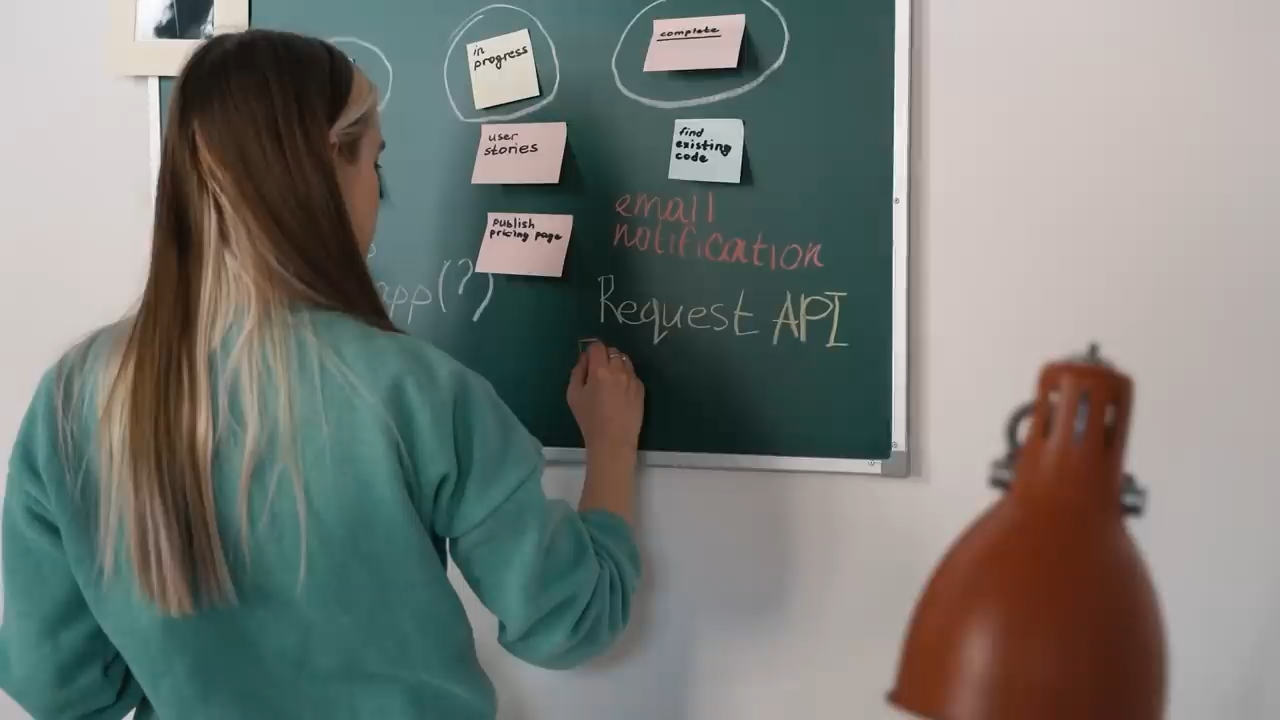 in
progress
complete
user
stories
find
existing
code
publish
pricing page
email
notification
app(?)
Request API